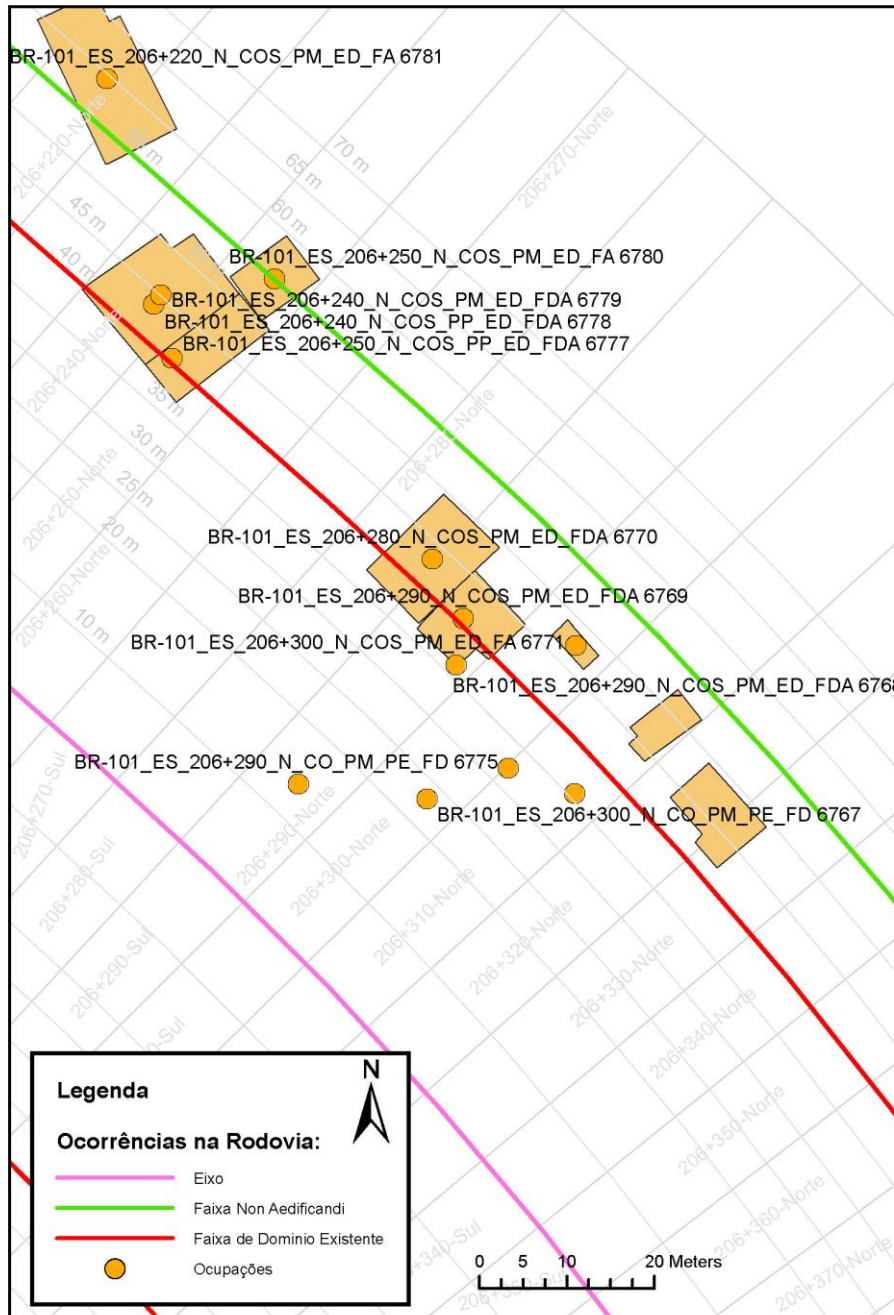 BR-101_ES_206+220_N_COS_PM_ED_FA 6781
206+220-Norte
70 m
65 m
60 m
206+270-Norte
45 m
40 m
BR-101_ES_206+250_N_COS_PM_ED_FA 6780
BR-101_ES_206+240_N_COS_PM_ED_FDA 6779
BR-101_ES_206+240_N_COS_PP_ED_FDA 6778
BR-101_ES_206+250_N_COS_PP_ED_FDA 6777
206+240-Norte
35 m
30 m
25 m
20 m
10 m
206+250-Norte
206+260-Norte
206+280-Norte
BR-101_ES_206+280_N_COS_PM_ED_FDA 6770
BR-101_ES_206+290_N_COS_PM_ED_FDA 6769
BR-101_ES_206+300_N_COS_PM_ED_FA 6771
BR-101_ES_206+290_N_COS_PM_ED_FDA 6768
BR-101_ES_206+290_N_CO_PM_PE_FD 6775
BR-101_ES_206+300_N_CO_PM_PE_FD 6767
206+270-Sul
206+280-Sul
206+290-Sul
206+290-Norte
206+300-Norte
206+310-Norte
206+320-Norte
206+330-Norte
206+340-Norte
206+350-Norte
206+360-Norte
206+370-Norte
206+340-Sul
Legenda
N
Ocorrências na Rodovia:
Eixo
Faixa Non Aedificandi
Faixa de Dominio Existente
Ocupações
0 5 10 20 Meters